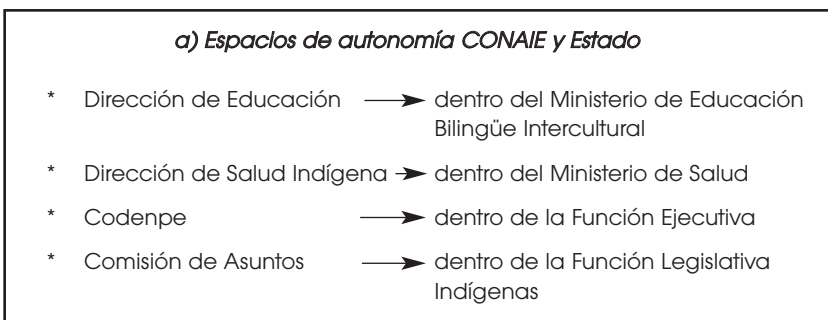 a) Espacios de autonomía CONAIE y Estado
* Dirección de Educación → dentro del Ministerio de Educación
Bilingüe Intercultural
* Dirección de Salud Indígena → dentro del Ministerio de Salud
* Codenpe → dentro de la Función Ejecutiva
* Comisión de Asuntos → dentro de la Función Legislativa
Indígenas